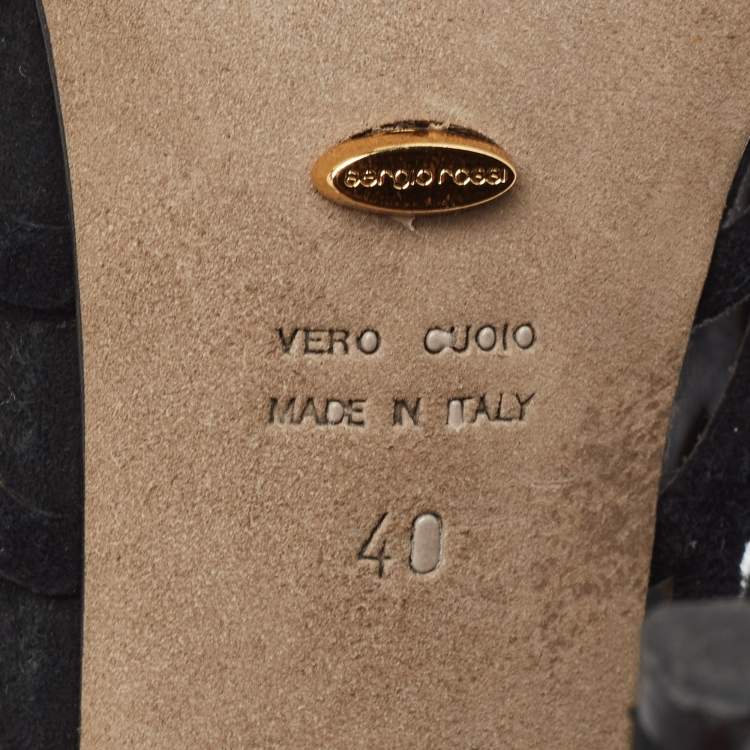 sergio rossi
VERO CUOIO
MADE IN ITALY
40